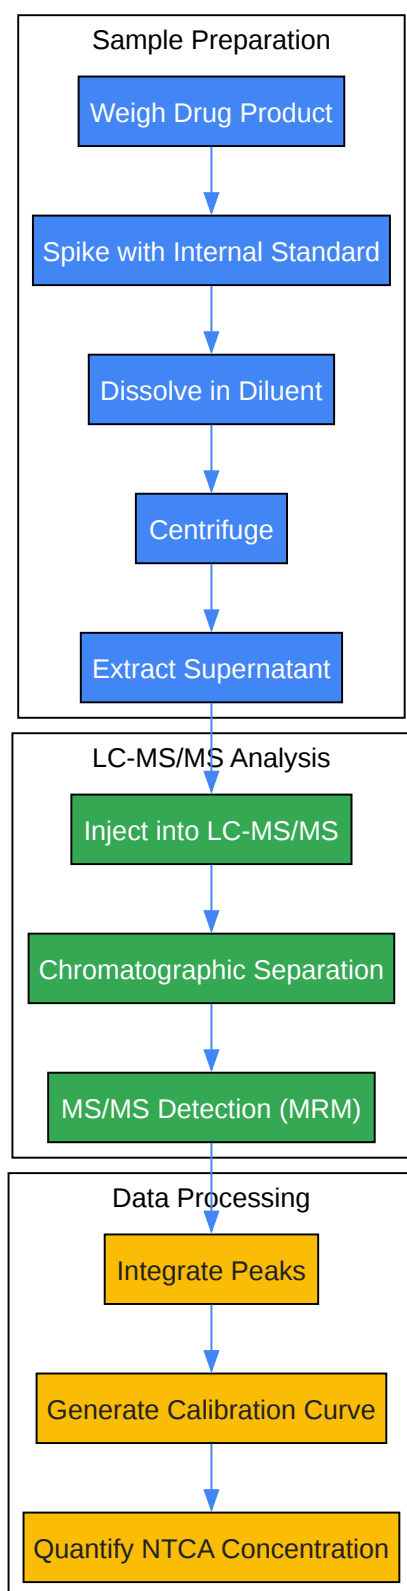 Sample Preparation
Weigh Drug Product
Spike with Internal Standard
Dissolve in Diluent
Centrifuge
Extract Supernatant
LC-MS/MS Analysis
Inject into LC-MS/MS
Chromatographic Separation
MS/MS Detection (MRM)
Data Processing
Integrate Peaks
Generate Calibration Curve
Quantify NTCA Concentration